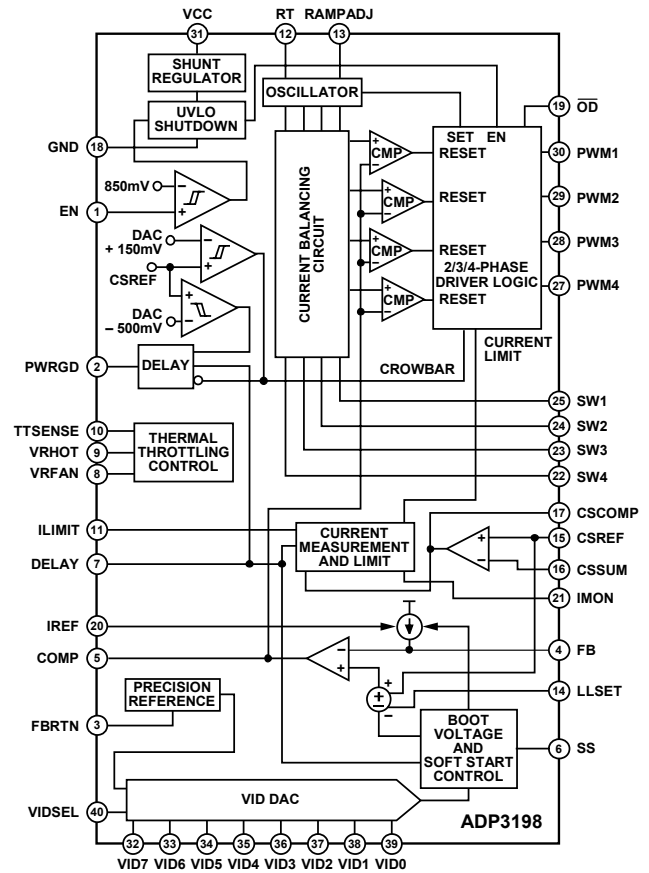 VCC
RT
RAMPADJ
31
12
13
SHUNT
REGULATOR
OSCILLATOR
UVLO
SHUTDOWN
19
OD
GND
18
SET EN
CMP
RESET
30
PWM1
850mV
–
+
EN
1
CMP
RESET
29
PWM2
DAC
+ 150mV
CSREF
CURRENT BALANCING
CIRCUIT
CMP
RESET
28
PWM3
2/3/4-PHASE
DRIVER LOGIC
CMP
RESET
27
PWM4
DAC
– 500mV
CURRENT
LIMIT
PWRGD
2
DELAY
CROWBAR
25
SW1
24
SW2
23
SW3
22
SW4
TTSENSE
10
VRHOT
9
VRFAN
8
THERMAL
THROTTLING
CONTROL
17
CSCOMP
ILIMIT
11
CURRENT
MEASUREMENT
AND LIMIT
+
–
15
CSREF
16
CSSUM
DELAY
7
21
IMON
IREF
20
COMP
5
–
+
4
FB
+
–
14
LLSET
PRECISION
REFERENCE
FBRTN
3
BOOT
VOLTAGE
AND
SOFT START
CONTROL
6
SS
VIDSEL
40
VID DAC
ADP3198
32
33
34
35
36
37
38
39
VID7
VID6
VID5
VID4
VID3
VID2
VID1
VID0